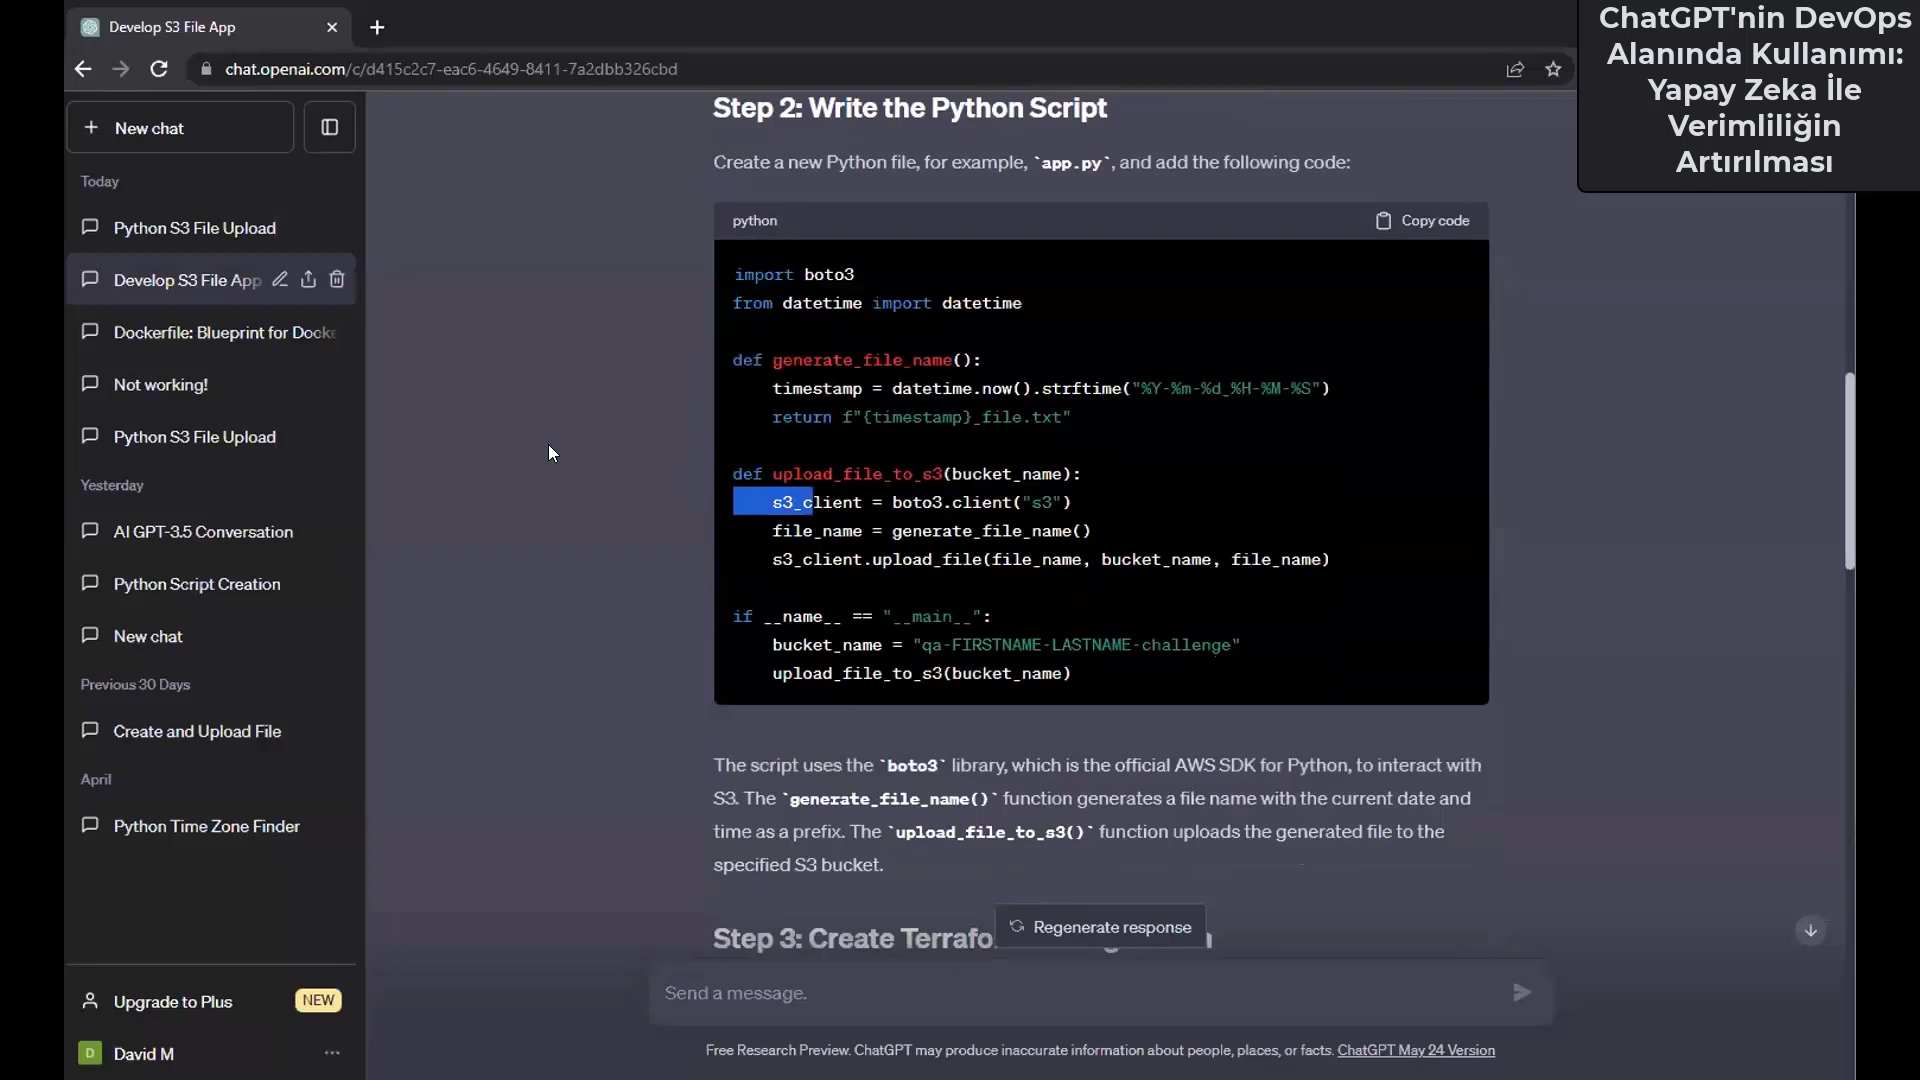 Develop S3 File App
chat.openai.com/c/d415c2c7-eac6-4649-8411-7a2dbb326cbd
ChatGPT'nin DevOps
Alanında Kullanımı:
Yapay Zeka İle
Verimliliğin
Artırılması
New chat
Today
Python S3 File Upload
Develop S3 File App
Dockerfile: Blueprint for Docke
Not working!
Python S3 File Upload
Yesterday
AI GPT-3.5 Conversation
Python Script Creation
New chat
Previous 30 Days
Create and Upload File
April
Python Time Zone Finder
Upgrade to Plus NEW
D David M
Step 2: Write the Python Script
Create a new Python file, for example, `app.py`, and add the following code:
python Copy code
import boto3
from datetime import datetime
def generate_file_name():
timestamp = datetime.now().strftime("%Y-%m-%d_%H-%M-%S")
return f"{timestamp}_file.txt"
def upload_file_to_s3(bucket_name):
s3_client = boto3.client("s3")
file_name = generate_file_name()
s3_client.upload_file(file_name, bucket_name, file_name)
if __name__ == "__main__":
bucket_name = "qa-FIRSTNAME-LASTNAME-challenge"
upload_file_to_s3(bucket_name)
The script uses the `boto3` library, which is the official AWS SDK for Python, to interact with
S3. The `generate_file_name()` function generates a file name with the current date and
time as a prefix. The `upload_file_to_s3()` function uploads the generated file to the
specified S3 bucket.
Step 3: Create Terrafo
Regenerate response
Send a message.
Free Research Preview. ChatGPT may produce inaccurate information about people, places, or facts. ChatGPT May 24 Version